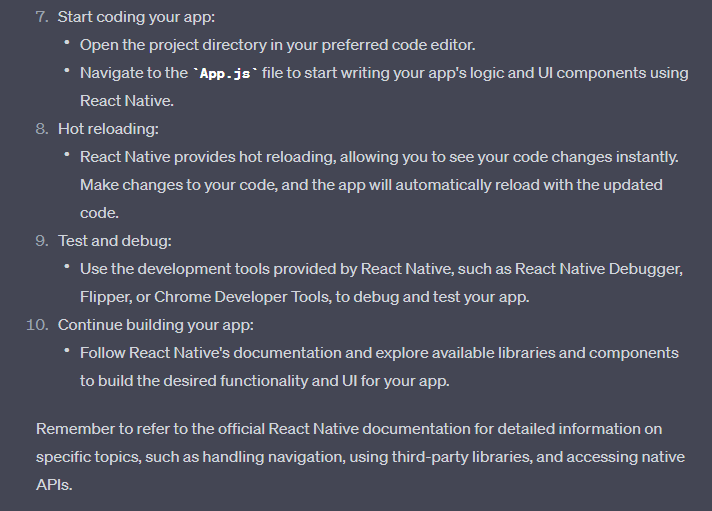 7. Start coding your app:
• Open the project directory in your preferred code editor.
• Navigate to the `App.js` file to start writing your app's logic and UI components using
React Native.
8. Hot reloading:
• React Native provides hot reloading, allowing you to see your code changes instantly.
Make changes to your code, and the app will automatically reload with the updated
code.
9. Test and debug:
• Use the development tools provided by React Native, such as React Native Debugger,
Flipper, or Chrome Developer Tools, to debug and test your app.
10. Continue building your app:
• Follow React Native's documentation and explore available libraries and components
to build the desired functionality and UI for your app.
Remember to refer to the official React Native documentation for detailed information on
specific topics, such as handling navigation, using third-party libraries, and accessing native
APIs.